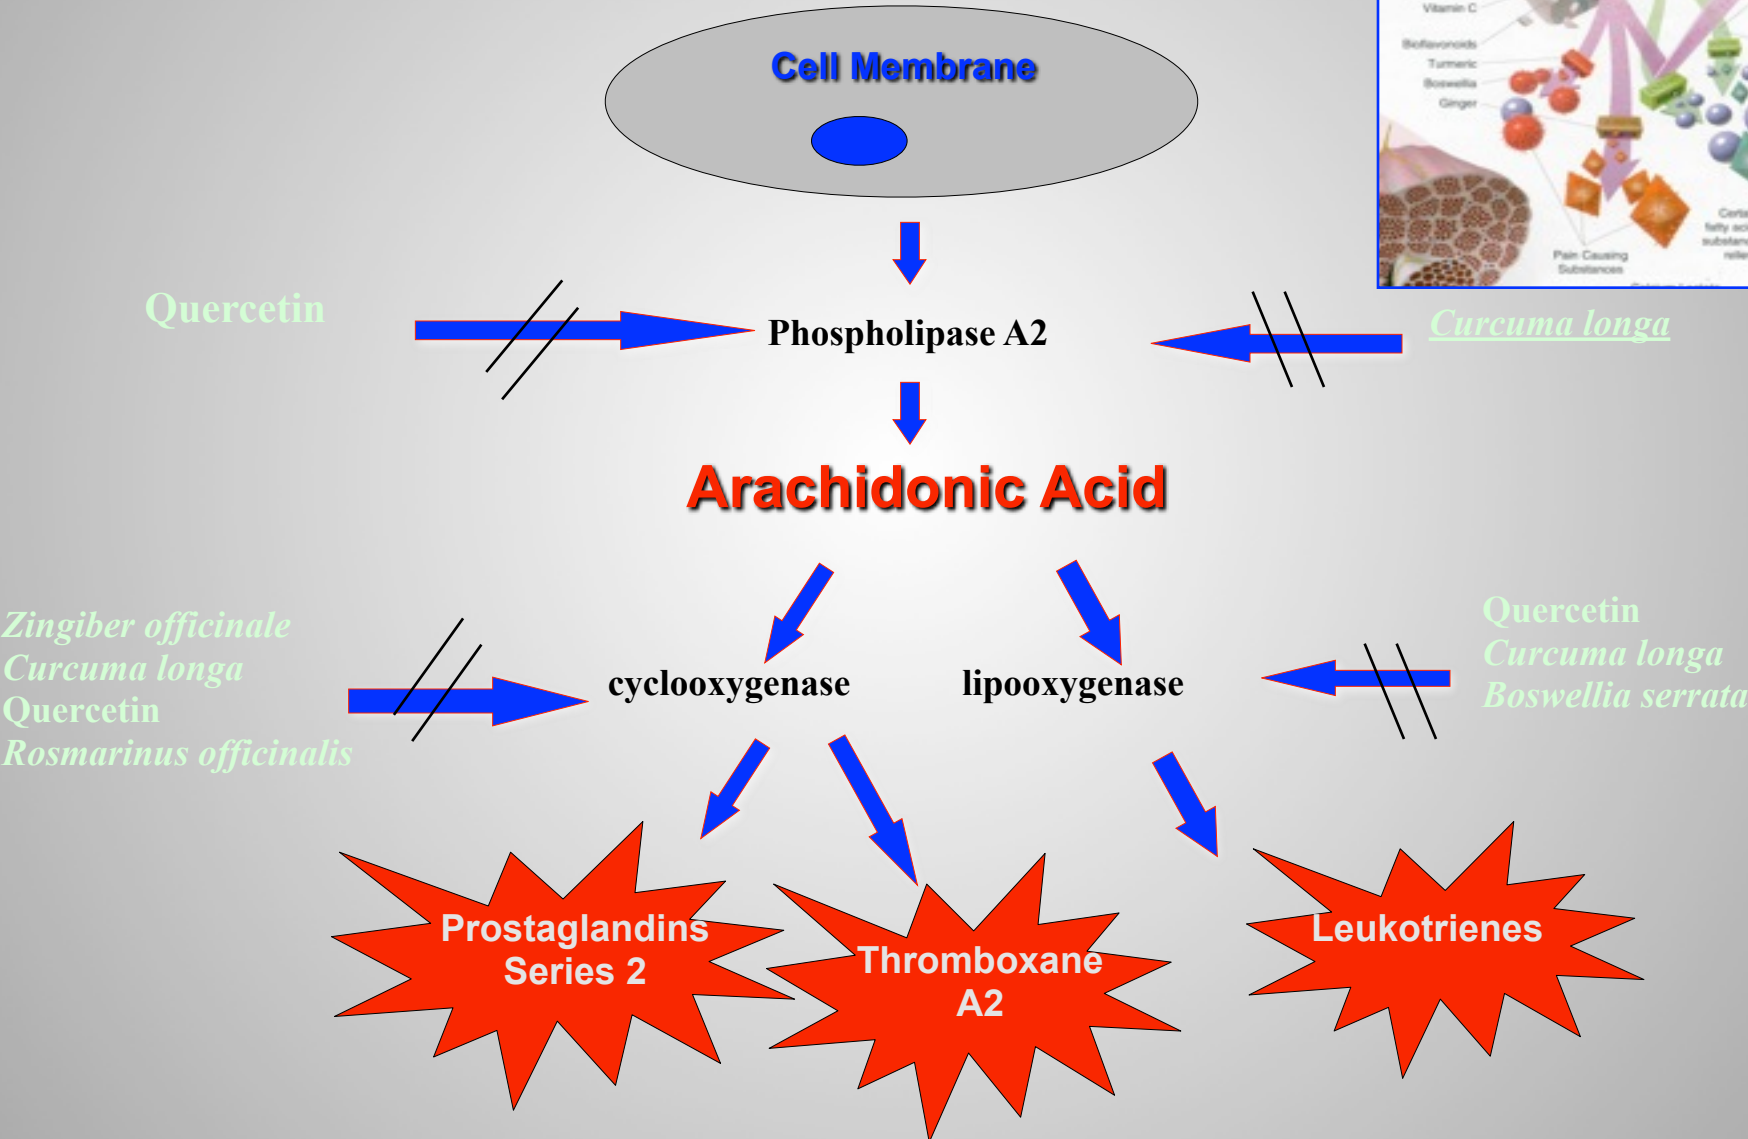 Cell Membrane
Vitamin C
Bioflavonoids
Turmeric
Boswellia
Ginger
Pain Causing
Substances
Quercetin
Phospholipase A2
Curcuma longa
Arachidonic Acid
Zingiber officinale
Curcuma longa
Quercetin
Rosmarinus officinalis
cyclooxygenase
lipooxygenase
Quercetin
Curcuma longa
Boswellia serrata
Prostaglandins
Series 2
Thromboxane
A2
Leukotrienes